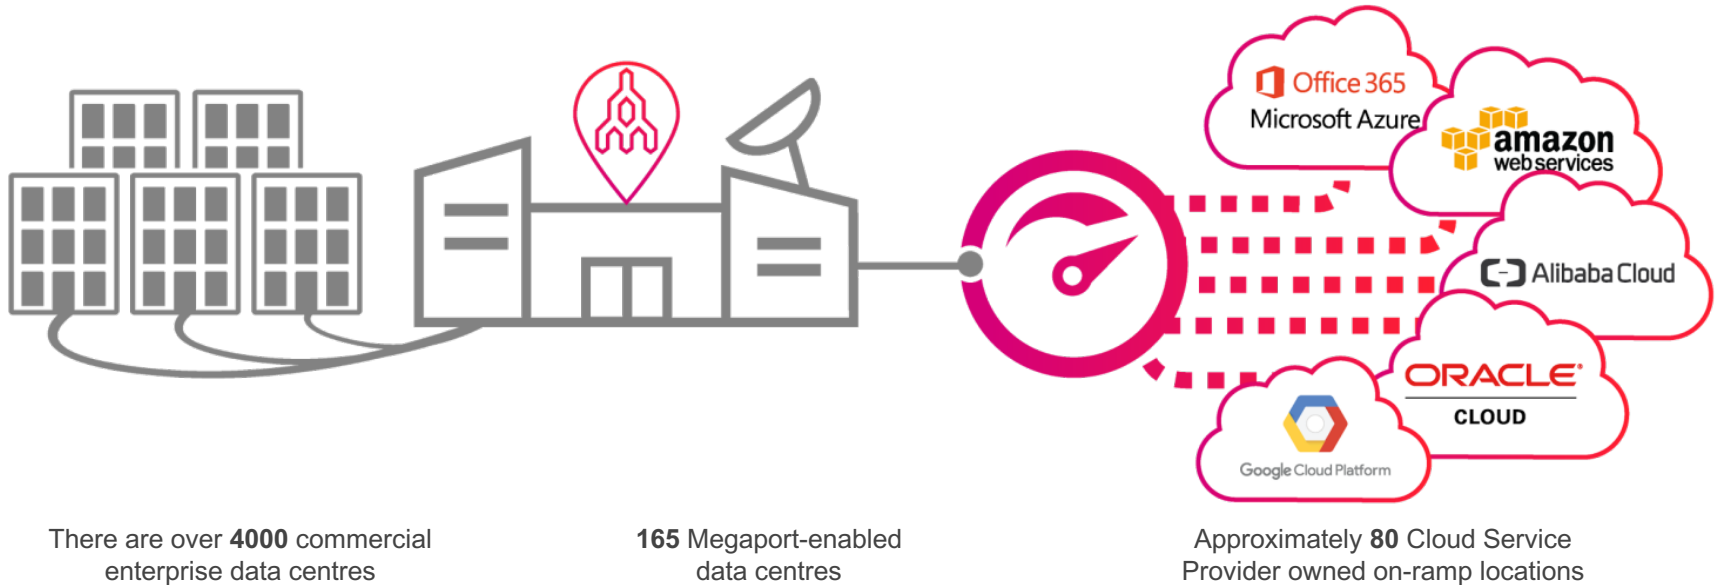 Office 365
Microsoft Azure
amazon
web services
Alibaba Cloud
ORACLE®
CLOUD
Google Cloud Platform
There are over 4000 commercial
enterprise data centres
165 Megaport-enabled
data centres
Approximately 80 Cloud Service
Provider owned on-ramp locations